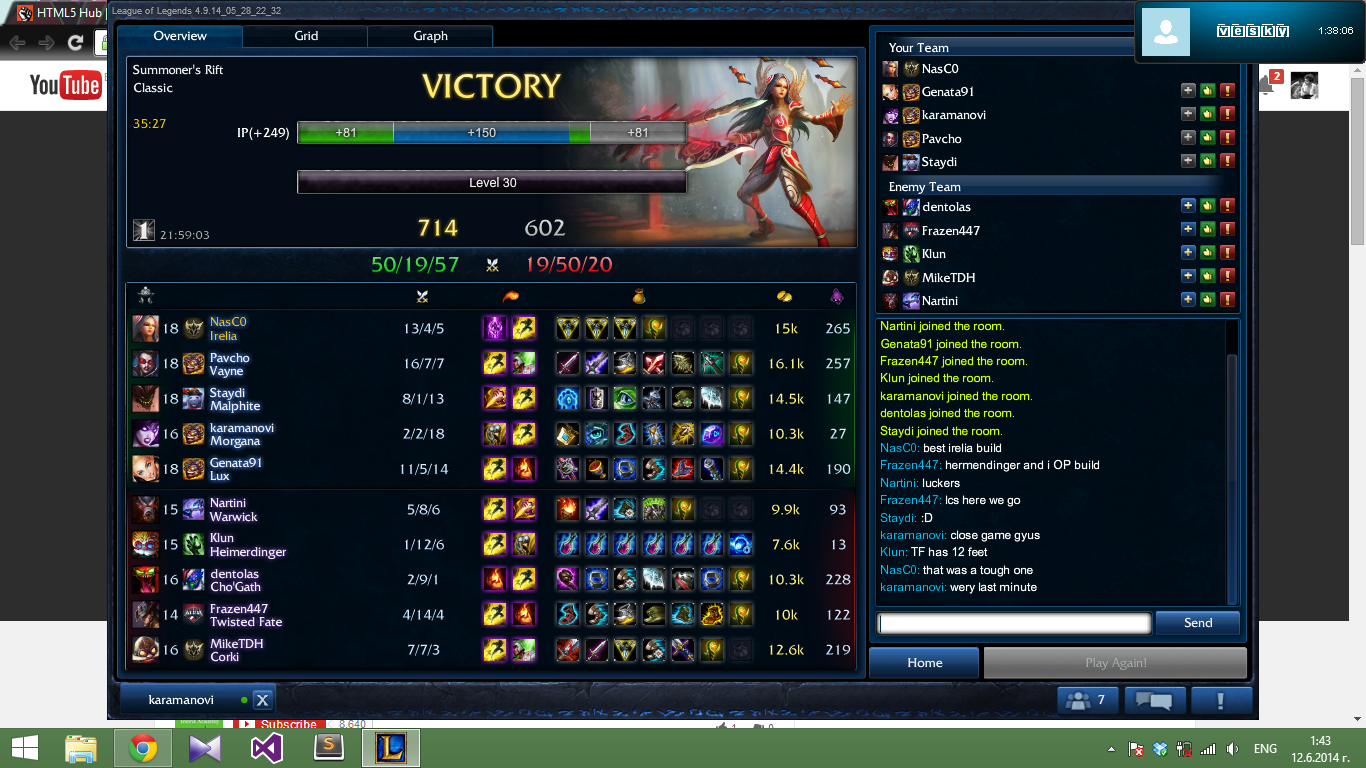 HTML5 Hub
League of Legends 4.9.14_05_28_22_32
Overview
Grid
Graph
You Tube
Summoner's Rift
Classic
VICTORY
35:27
IP(+249)
+81
+150
+81
Level 30
1
21:59:03
714
602
50/19/57
19/50/20
18 NasC0 Irelia 13/4/5 15k 265
18 Pavcho Vayne 16/7/7 16.1k 257
18 Staydi Malphite 8/1/13 14.5k 147
16 karamanovi Morgana 2/2/18 10.3k 27
18 Genata91 Lux 11/5/14 14.4k 190
15 Nartini Warwick 5/8/6 9.9k 93
15 Klun Heimerdinger 1/12/6 7.6k 13
16 dentolas Cho'Gath 2/9/1 10.3k 228
14 Frazen447 Twisted Fate 4/14/4 10k 122
16 MikeTDH Corki 7/7/3 12.6k 219
Your Team
NasC0
Genata91
karamanovi
Pavcho
Staydi
Enemy Team
dentolas
Frazen447
Klun
MikeTDH
Nartini
Nartini joined the room.
Genata91 joined the room.
Frazen447 joined the room.
Klun joined the room.
karamanovi joined the room.
dentolas joined the room.
Staydi joined the room.
NasC0: best irelia build
Frazen447: hermendinger and i OP build
Nartini: luckers
Frazen447: lcs here we go
Staydi: :D
karamanovi: close game gyus
Klun: TF has 12 feet
NasC0: that was a tough one
karamanovi: wery last minute
Send
Home
Play Again!
karamanovi
X
7
1:38:06
2
Subscribe
8,640
ENG
1:43
12.6.2014 г.